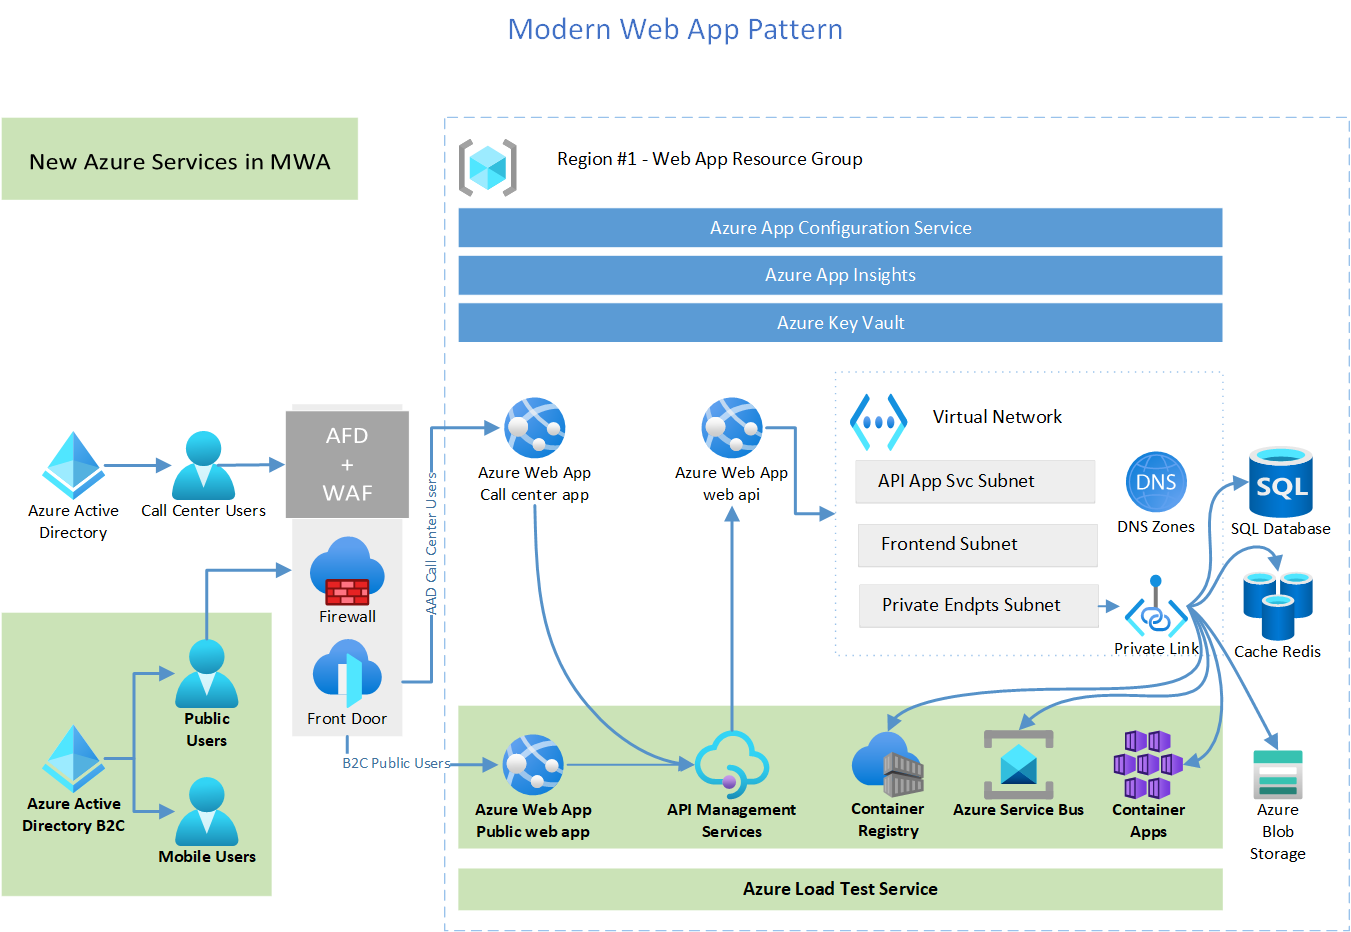 Modern Web App Pattern
New Azure Services in MWA
Region #1 - Web App Resource Group
Azure App Configuration Service
Azure App Insights
Azure Key Vault
Azure Active
Directory
Call Center Users
AFD
+
WAF
Firewall
Front Door
AAD Call Center Users
B2C Public Users
Public
Users
Azure Active
Directory B2C
Mobile Users
Azure Web App
Call center app
Azure Web App
web api
Virtual Network
API App Svc Subnet
Frontend Subnet
Private Endpts Subnet
DNS
DNS Zones
Private Link
SQL
SQL Database
Cache Redis
Azure Web App
Public web app
API Management
Services
Container
Registry
Azure Service Bus
Container
Apps
Azure
Blob
Storage
Azure Load Test Service